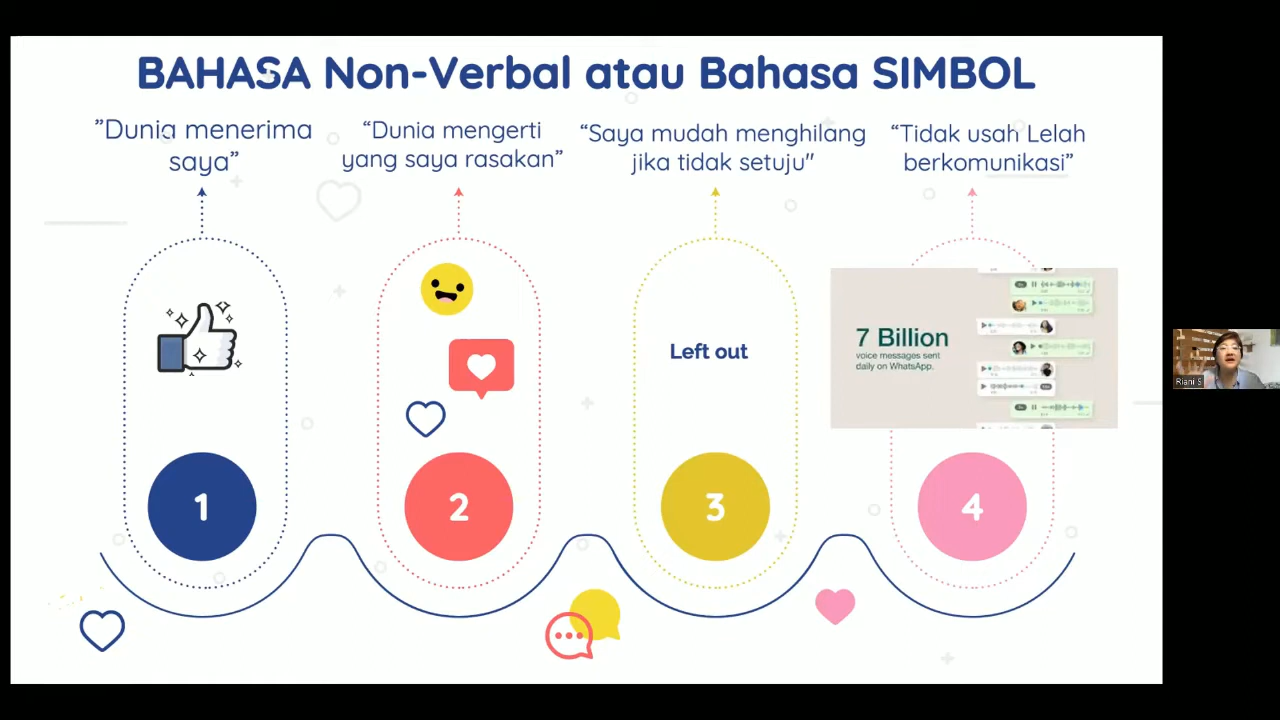 BAHASA Non-Verbal atau Bahasa SIMBOL
”Dunia menerima
saya”
“Dunia mengerti
yang saya rasakan”
“Saya mudah menghilang
jika tidak setuju"
“Tidak usah Lelah
berkomunikasi”
Left out
7 Billion
voice messages sent
daily on WhatsApp.
1
2
3
4
Riani S